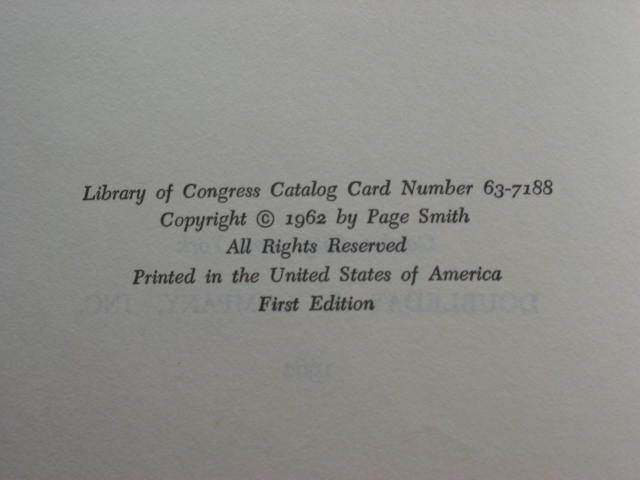 Library of Congress Catalog Card Number 63-7188
Copyright © 1962 by Page Smith
All Rights Reserved
Printed in the United States of America
First Edition